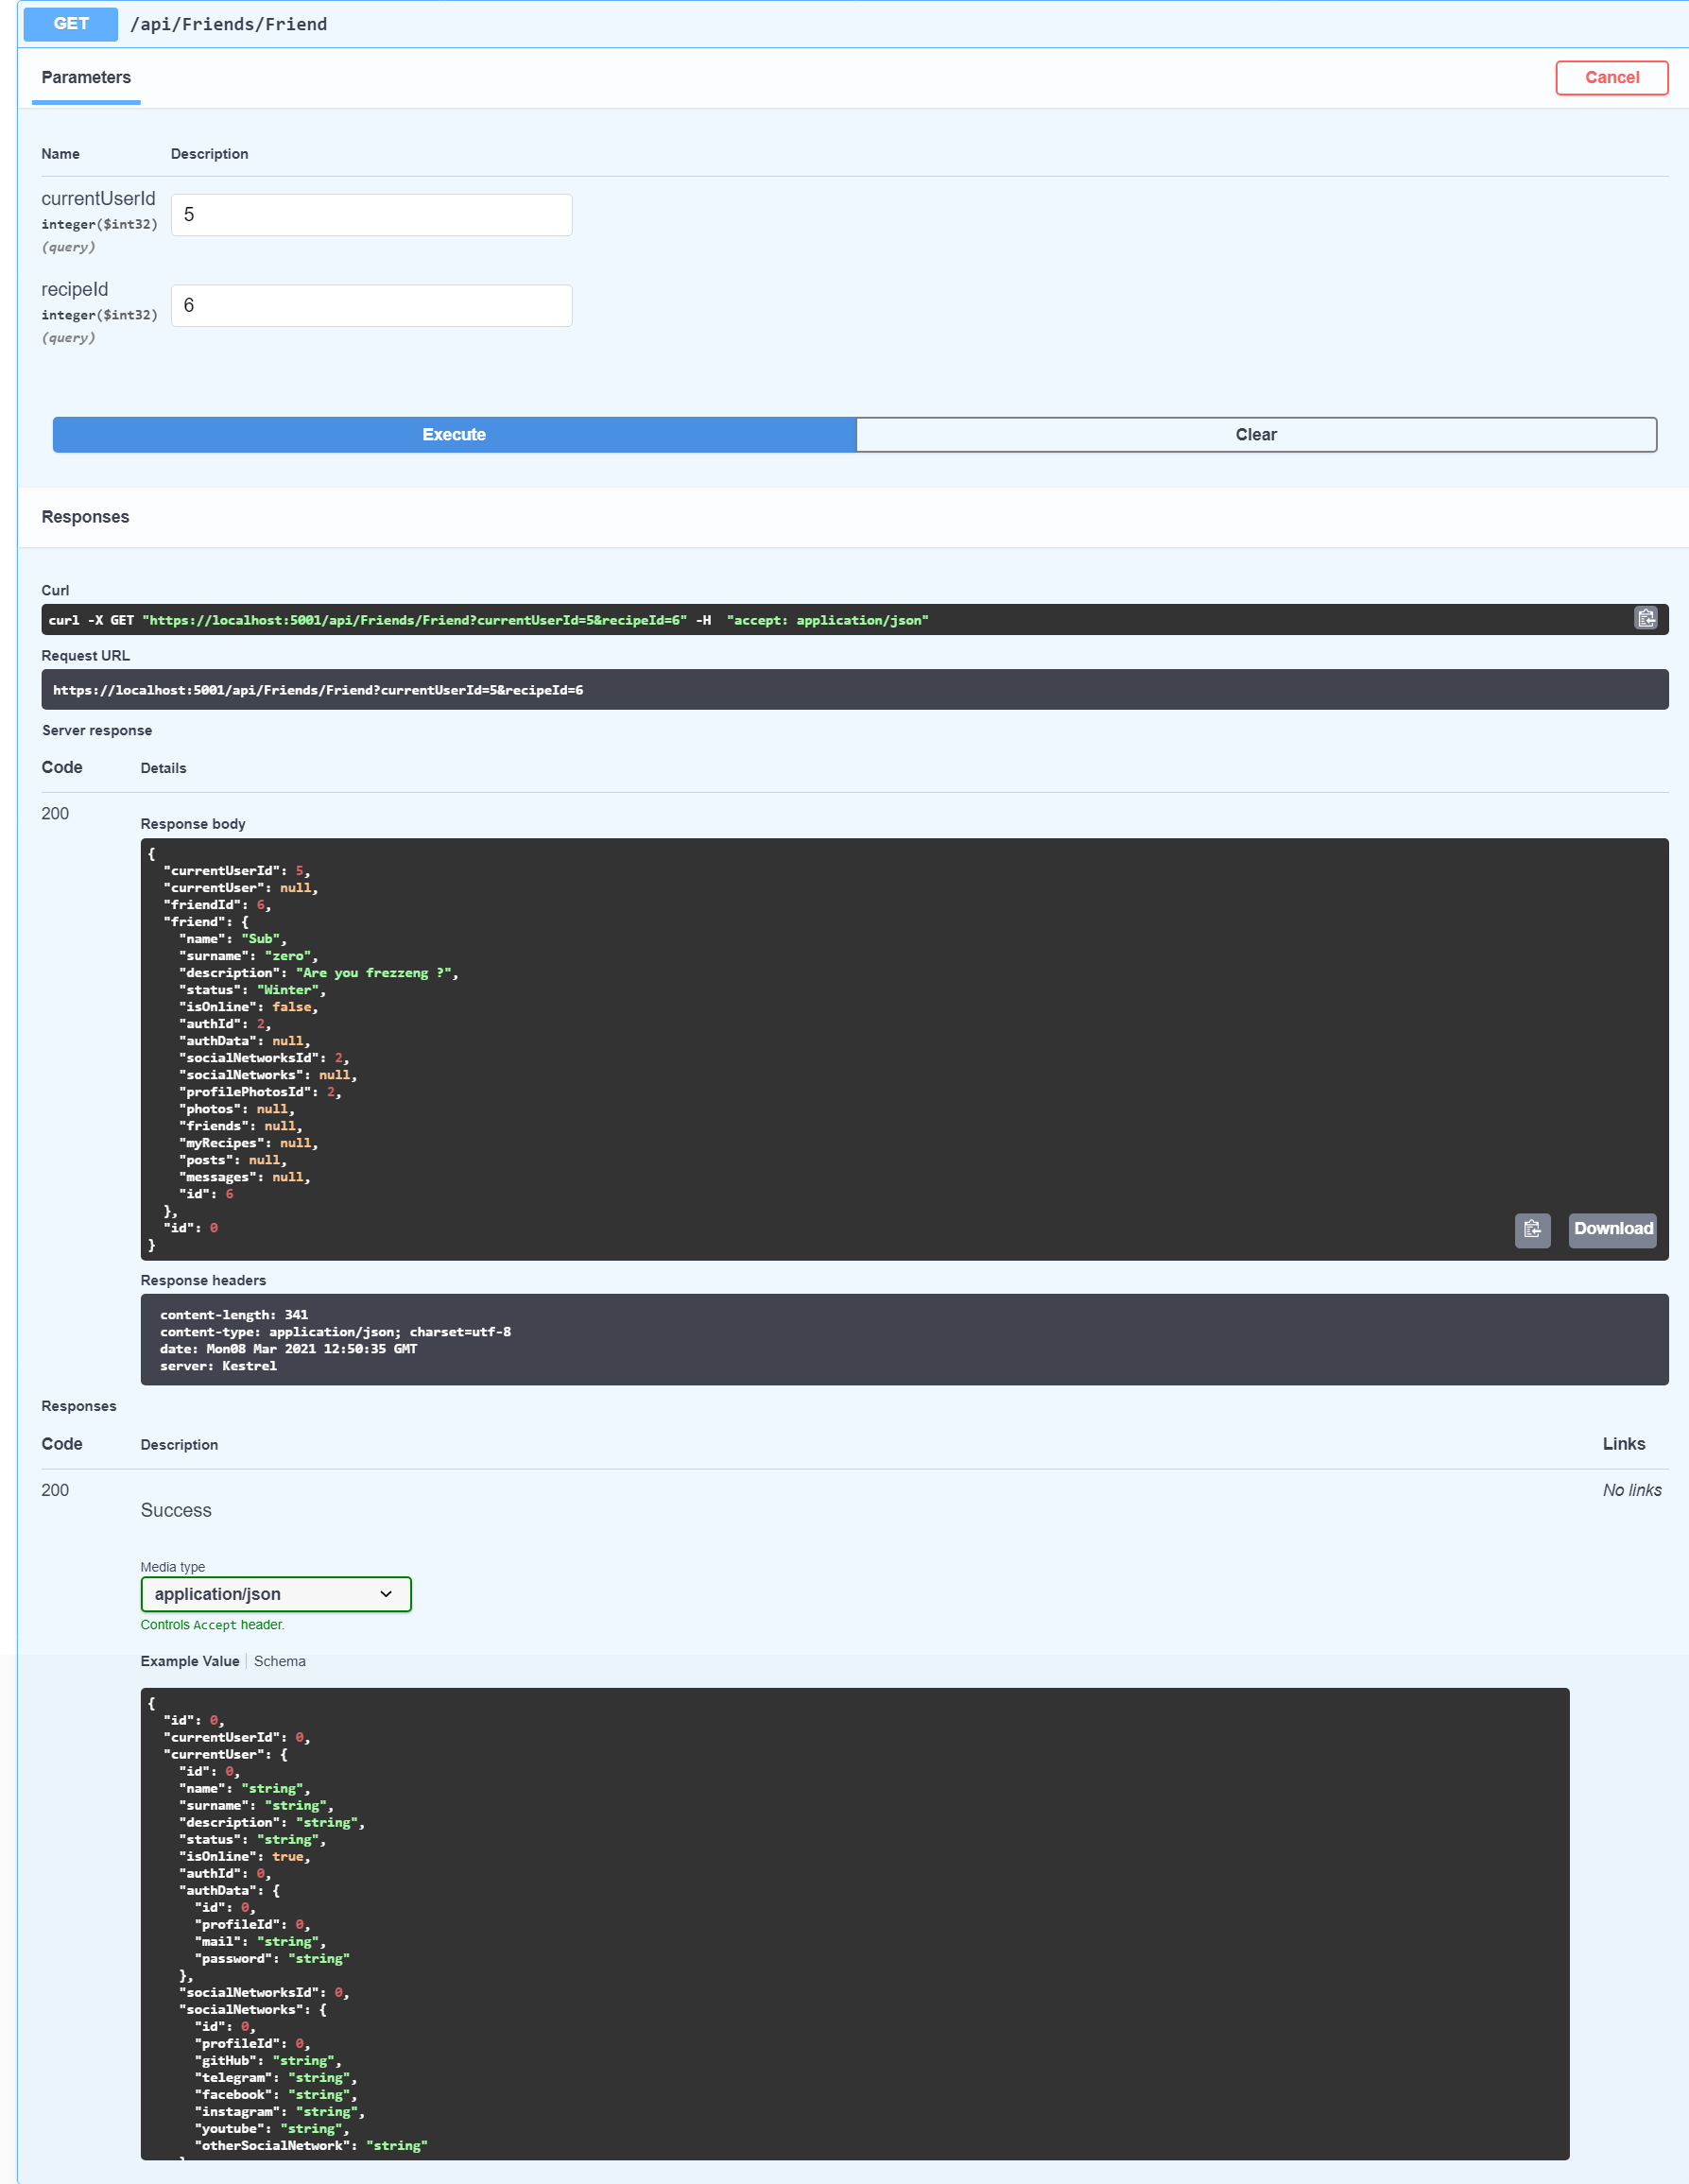 GET /api/Friends/Friend
Parameters Cancel
Name Description
currentUserId 5
integer($int32)
(query)
recipeId 6
integer($int32)
(query)
Execute Clear
Responses
Curl
curl -X GET "https://localhost:5001/api/Friends/Friend?currentUserId=5&recipeId=6" -H  "accept: application/json"
Request URL
https://localhost:5001/api/Friends/Friend?currentUserId=5&recipeId=6
Server response
Code Details
200
Response body
{
  "currentUserId": 5,
  "currentUser": null,
  "friendId": 6,
  "friend": {
    "name": "Sub",
    "surname": "zero",
    "description": "Are you frezzeng ?",
    "status": "Winter",
    "isOnline": false,
    "authId": 2,
    "authData": null,
    "socialNetworksId": 2,
    "socialNetworks": null,
    "profilePhotosId": 2,
    "photos": null,
    "friends": null,
    "myRecipes": null,
    "posts": null,
    "messages": null,
    "id": 6
  },
  "id": 0
}
Download
Response headers
content-length: 341
content-type: application/json; charset=utf-8
date: Mon08 Mar 2021 12:50:35 GMT
server: Kestrel
Responses
Code Description Links
200 No links
Success
Media type
application/json
Controls Accept header.
Example Value Schema
{
  "id": 0,
  "currentUserId": 0,
  "currentUser": {
    "id": 0,
    "name": "string",
    "surname": "string",
    "description": "string",
    "status": "string",
    "isOnline": true,
    "authId": 0,
    "authData": {
      "id": 0,
      "profileId": 0,
      "mail": "string",
      "password": "string"
    },
    "socialNetworksId": 0,
    "socialNetworks": {
      "id": 0,
      "profileId": 0,
      "gitHub": "string",
      "telegram": "string",
      "facebook": "string",
      "instagram": "string",
      "youtube": "string",
      "otherSocialNetwork": "string"